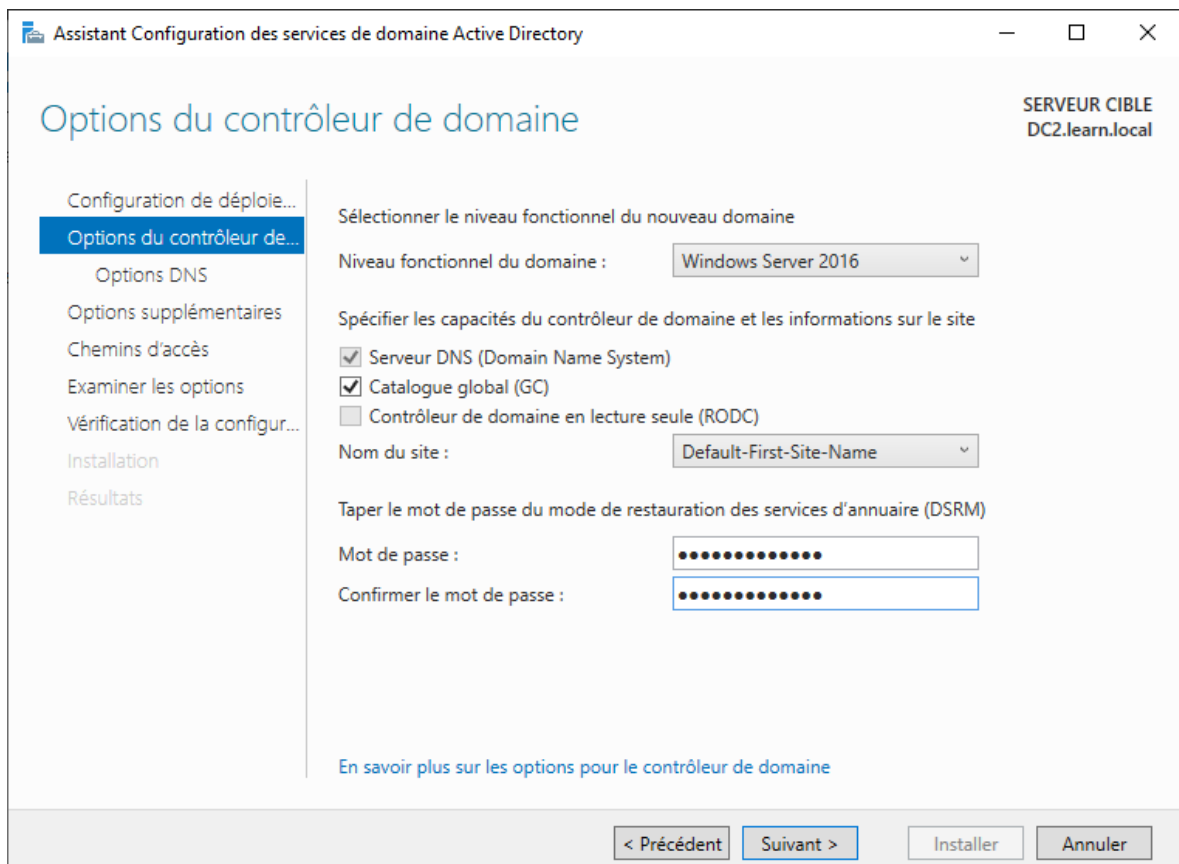 Assistant Configuration des services de domaine Active Directory
Options du contrôleur de domaine
SERVEUR CIBLE
DC2.learn.local
Configuration de déploie...
Options du contrôleur de...
Options DNS
Options supplémentaires
Chemins d'accès
Examiner les options
Vérification de la configur...
Installation
Résultats
Sélectionner le niveau fonctionnel du nouveau domaine
Niveau fonctionnel du domaine : Windows Server 2016
Spécifier les capacités du contrôleur de domaine et les informations sur le site
Serveur DNS (Domain Name System)
Catalogue global (GC)
Contrôleur de domaine en lecture seule (RODC)
Nom du site : Default-First-Site-Name
Taper le mot de passe du mode de restauration des services d'annuaire (DSRM)
Mot de passe : •••••••••••••
Confirmer le mot de passe : •••••••••••••
En savoir plus sur les options pour le contrôleur de domaine
< Précédent Suivant > Installer Annuler